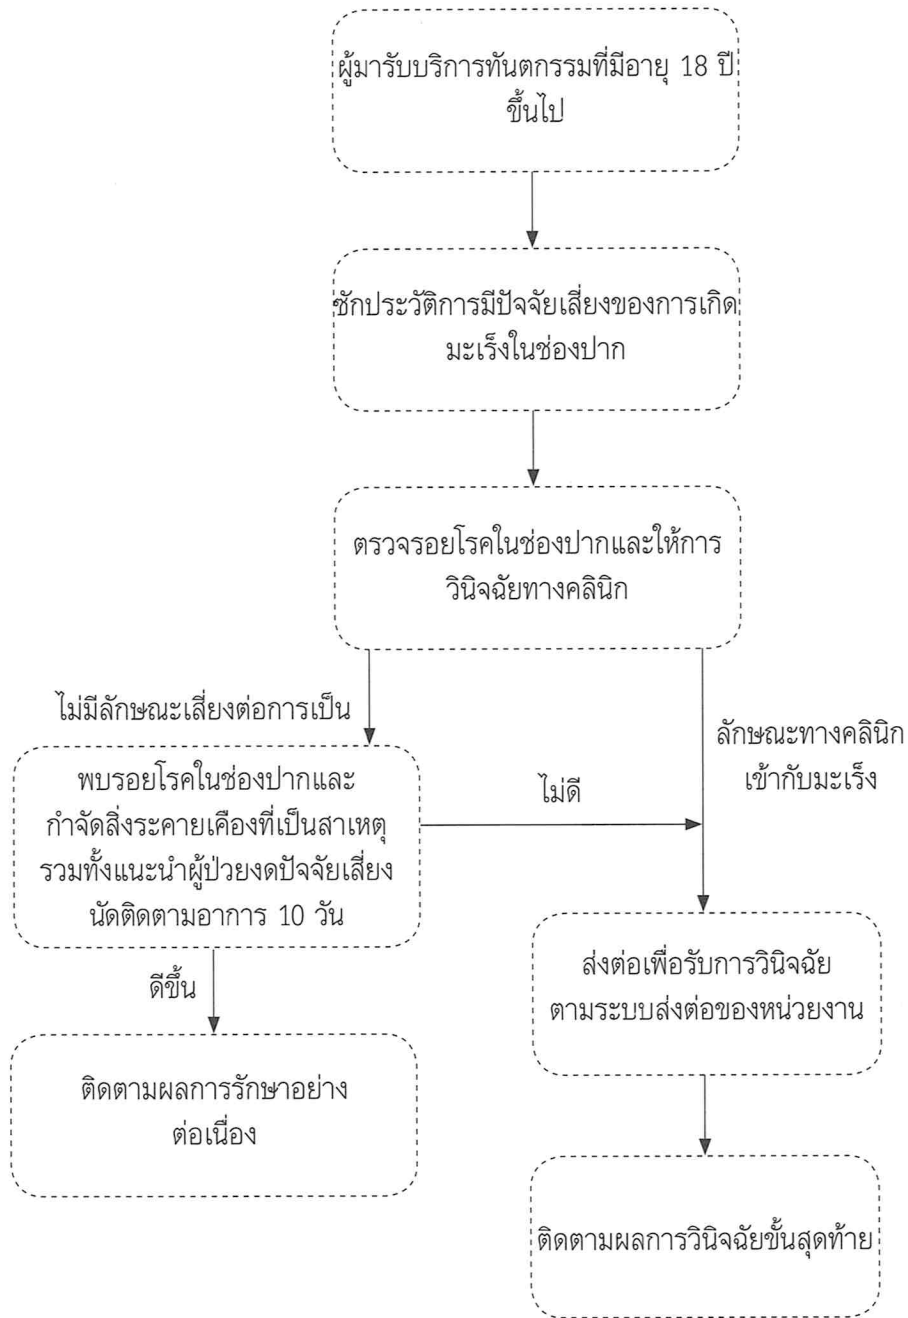 ผู้มารับบริการทันตกรรมที่มีอายุ 18 ปี
ขึ้นไป
ซักประวัติการมีปัจจัยเสี่ยงของการเกิด
มะเร็งในช่องปาก
ตรวจรอยโรคในช่องปากและให้การ
วินิจฉัยทางคลินิก
ไม่มีลักษณะเสี่ยงต่อการเป็น
ลักษณะทางคลินิก
เข้ากับมะเร็ง
พบรอยโรคในช่องปากและ
กำจัดสิ่งระคายเคืองที่เป็นสาเหตุ
รวมทั้งแนะนำผู้ป่วยงดปัจจัยเสี่ยง
นัดติดตามอาการ 10 วัน
ไม่ดี
ดีขึ้น
ส่งต่อเพื่อรับการวินิจฉัย
ตามระบบส่งต่อของหน่วยงาน
ติดตามผลการรักษาอย่าง
ต่อเนื่อง
ติดตามผลการวินิจฉัยขั้นสุดท้าย